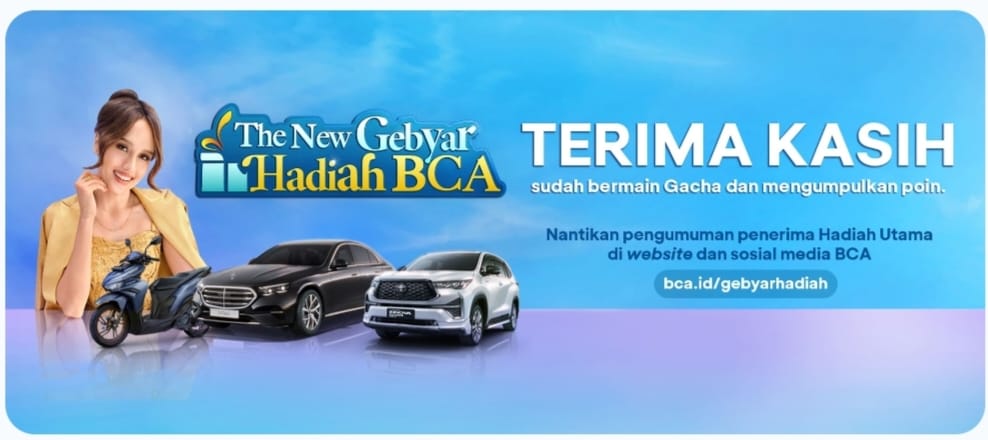 The New Gebyar
Hadiah BCA
TERIMA KASIH
sudah bermain Gacha dan mengumpulkan poin.
Nantikan pengumuman penerima Hadiah Utama
di website dan sosial media BCA
bca.id/gebyarhadiah